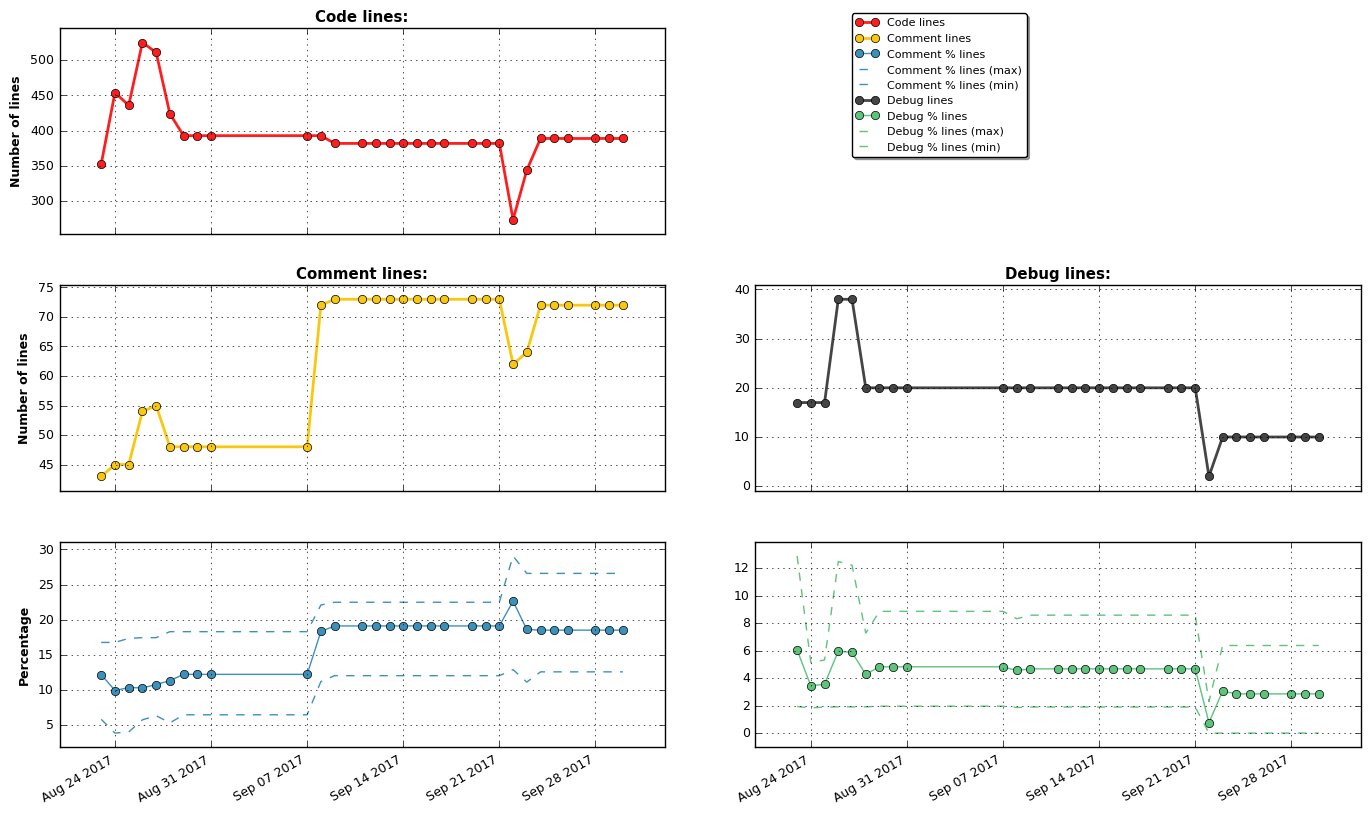 Code lines:
Number of lines
500
450
400
350
300
Code lines
Comment lines
Comment % lines
Comment % lines (max)
Comment % lines (min)
Debug lines
Debug % lines
Debug % lines (max)
Debug % lines (min)
Comment lines:
Number of lines
75
70
65
60
55
50
45
Debug lines:
40
30
20
10
0
Percentage
30
25
20
15
10
5
Aug 24 2017
Aug 31 2017
Sep 07 2017
Sep 14 2017
Sep 21 2017
Sep 28 2017
12
10
8
6
4
2
0
Aug 24 2017
Aug 31 2017
Sep 07 2017
Sep 14 2017
Sep 21 2017
Sep 28 2017